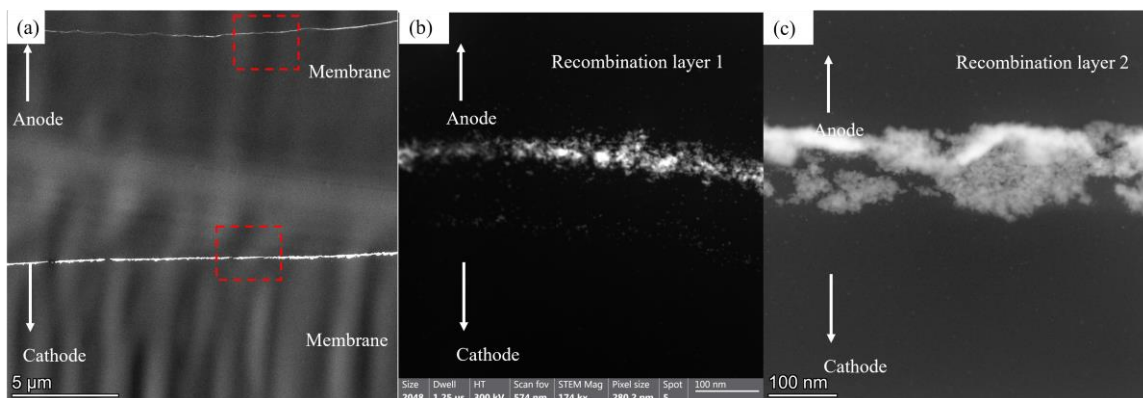 (a)
Membrane
Anode
Cathode
Membrane
5 μm
(b)
Recombination layer 1
Anode
Cathode
Size Dwell HT Scan fov STEM Mag Pixel size Spot 100 nm
2048 1.25 μs 300 kV 574 nm 174 kx 280.2 pm 5
(c)
Recombination layer 2
Anode
Cathode
100 nm